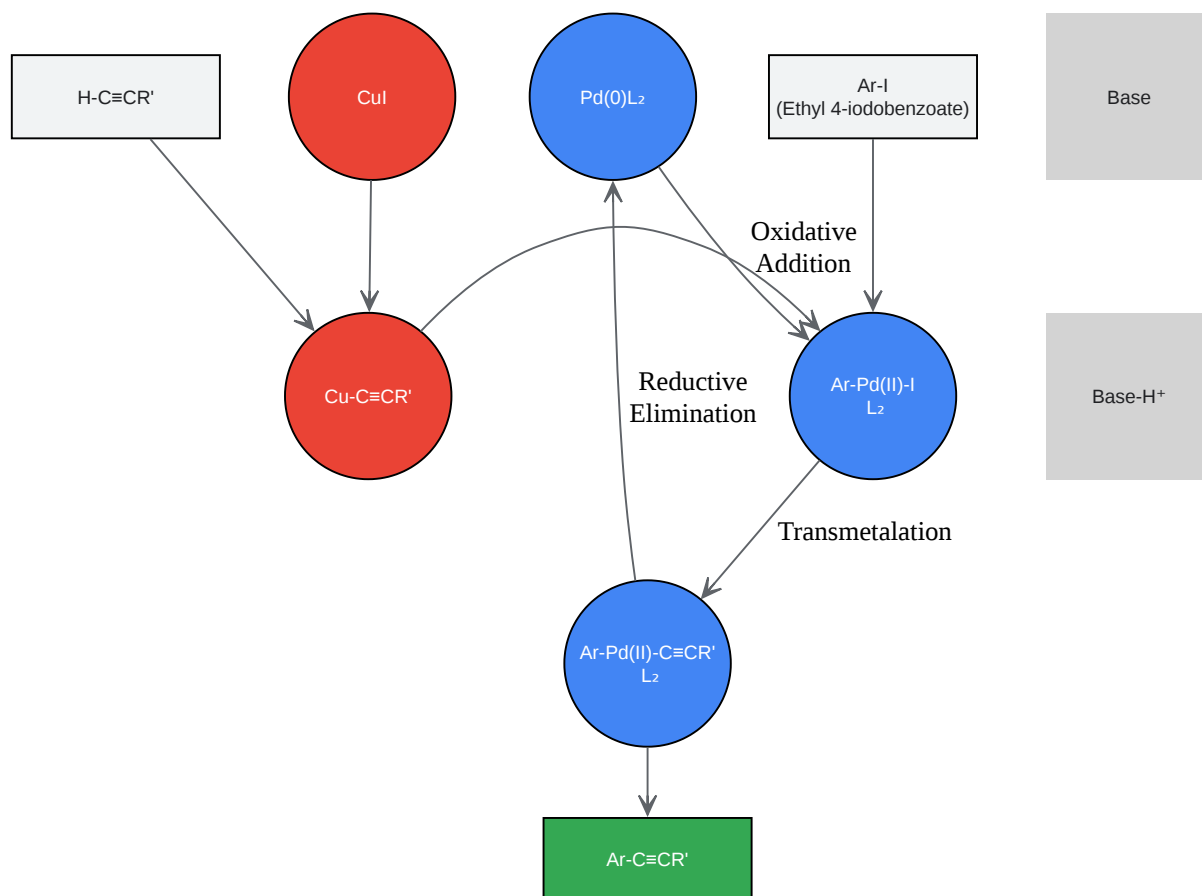 H-C≡CR'
CuI
Pd(0)L₂
Ar-I
(Ethyl 4-iodobenzoate)
Base
Oxidative
Addition
Cu-C≡CR'
Reductive
Elimination
Ar-Pd(II)-I
L₂
Base-H⁺
Transmetalation
Ar-Pd(II)-C≡CR'
L₂
Ar-C≡CR'